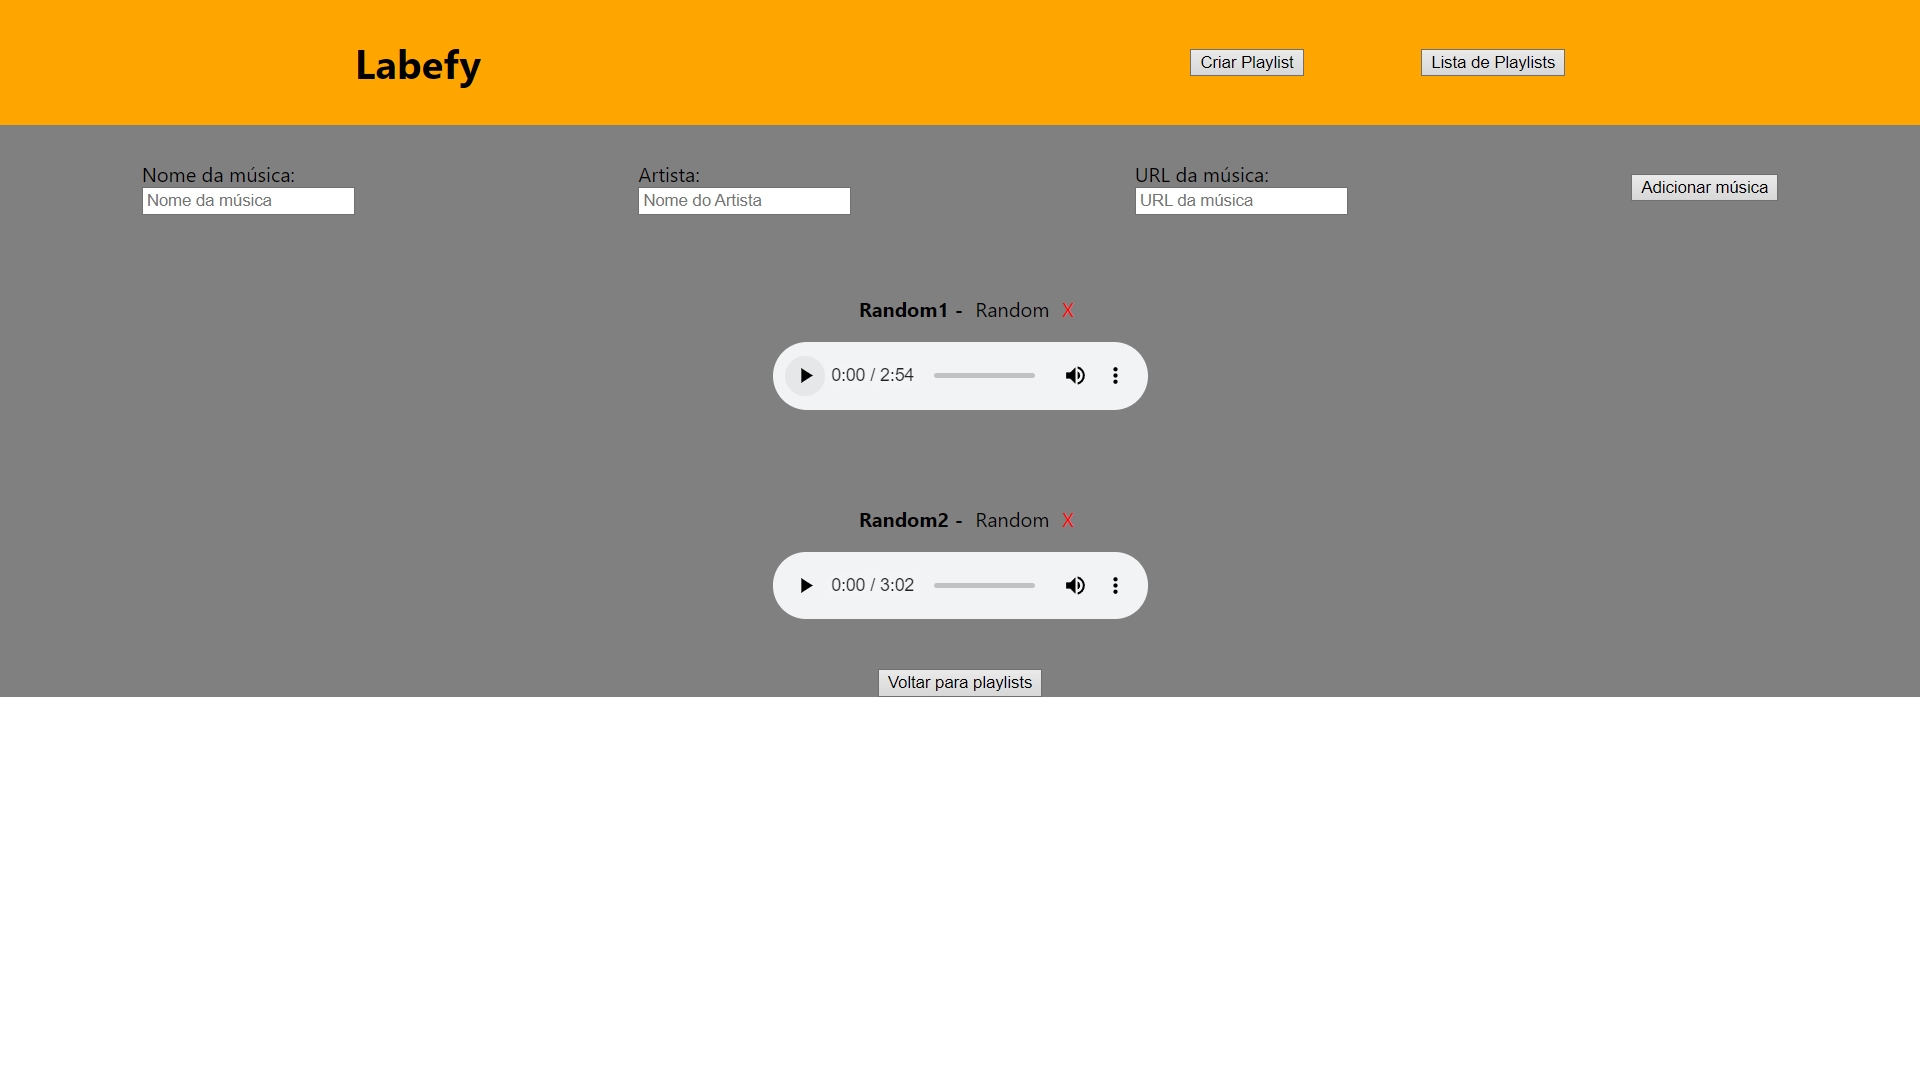 Labefy
Criar Playlist
Lista de Playlists
Nome da música:
Nome da música
Artista:
Nome do Artista
URL da música:
URL da música
Adicionar música
Random1 - Random X
0:00 / 2:54
Random2 - Random X
0:00 / 3:02
Voltar para playlists